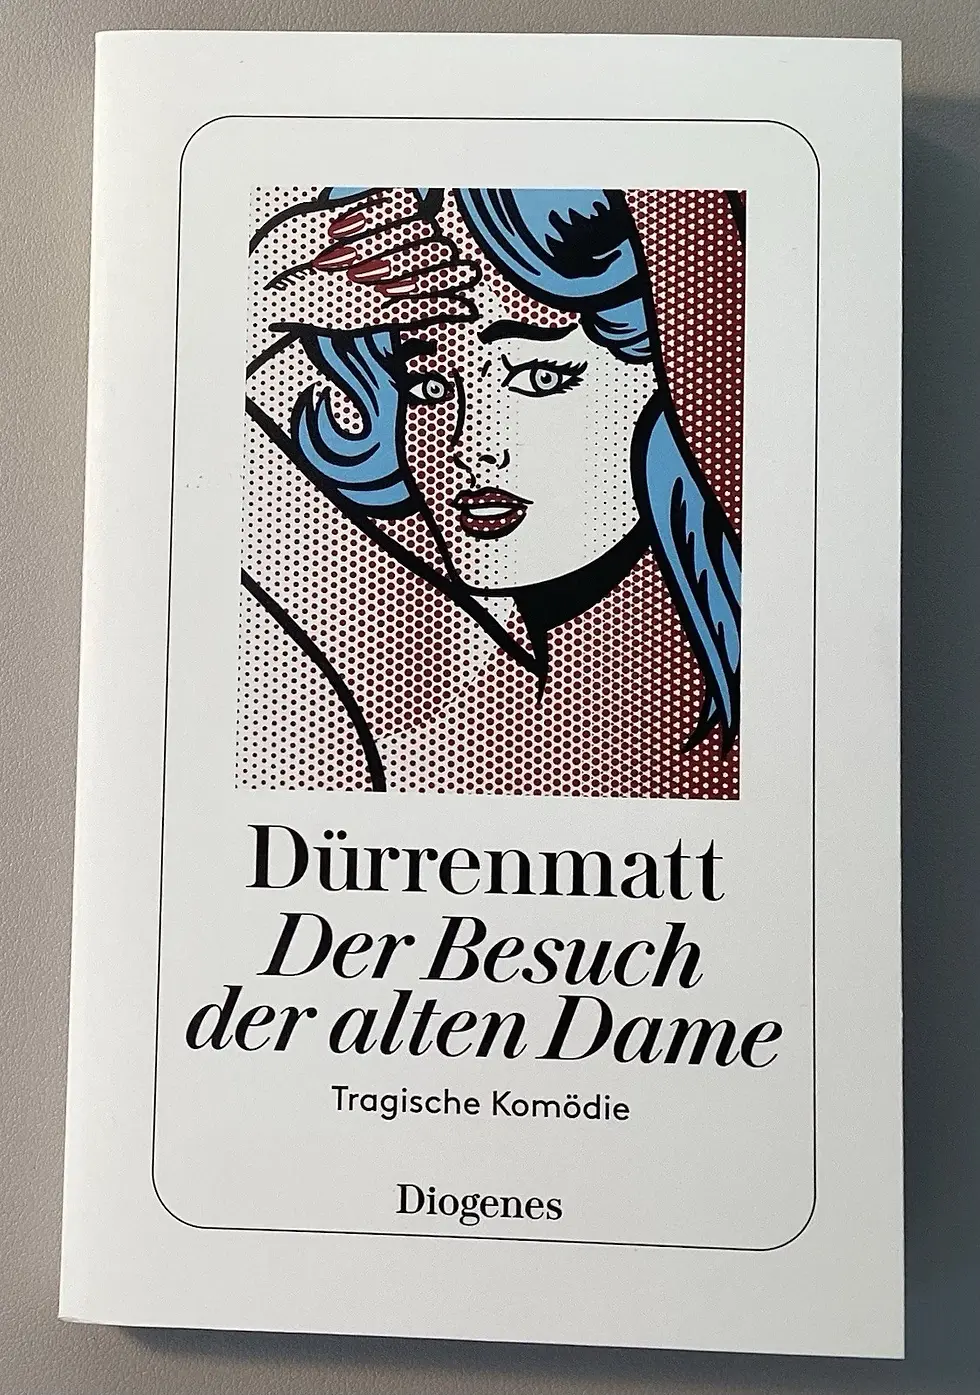 Dürrenmatt
Der Besuch
der alten Dame
Tragische Komödie
Diogenes